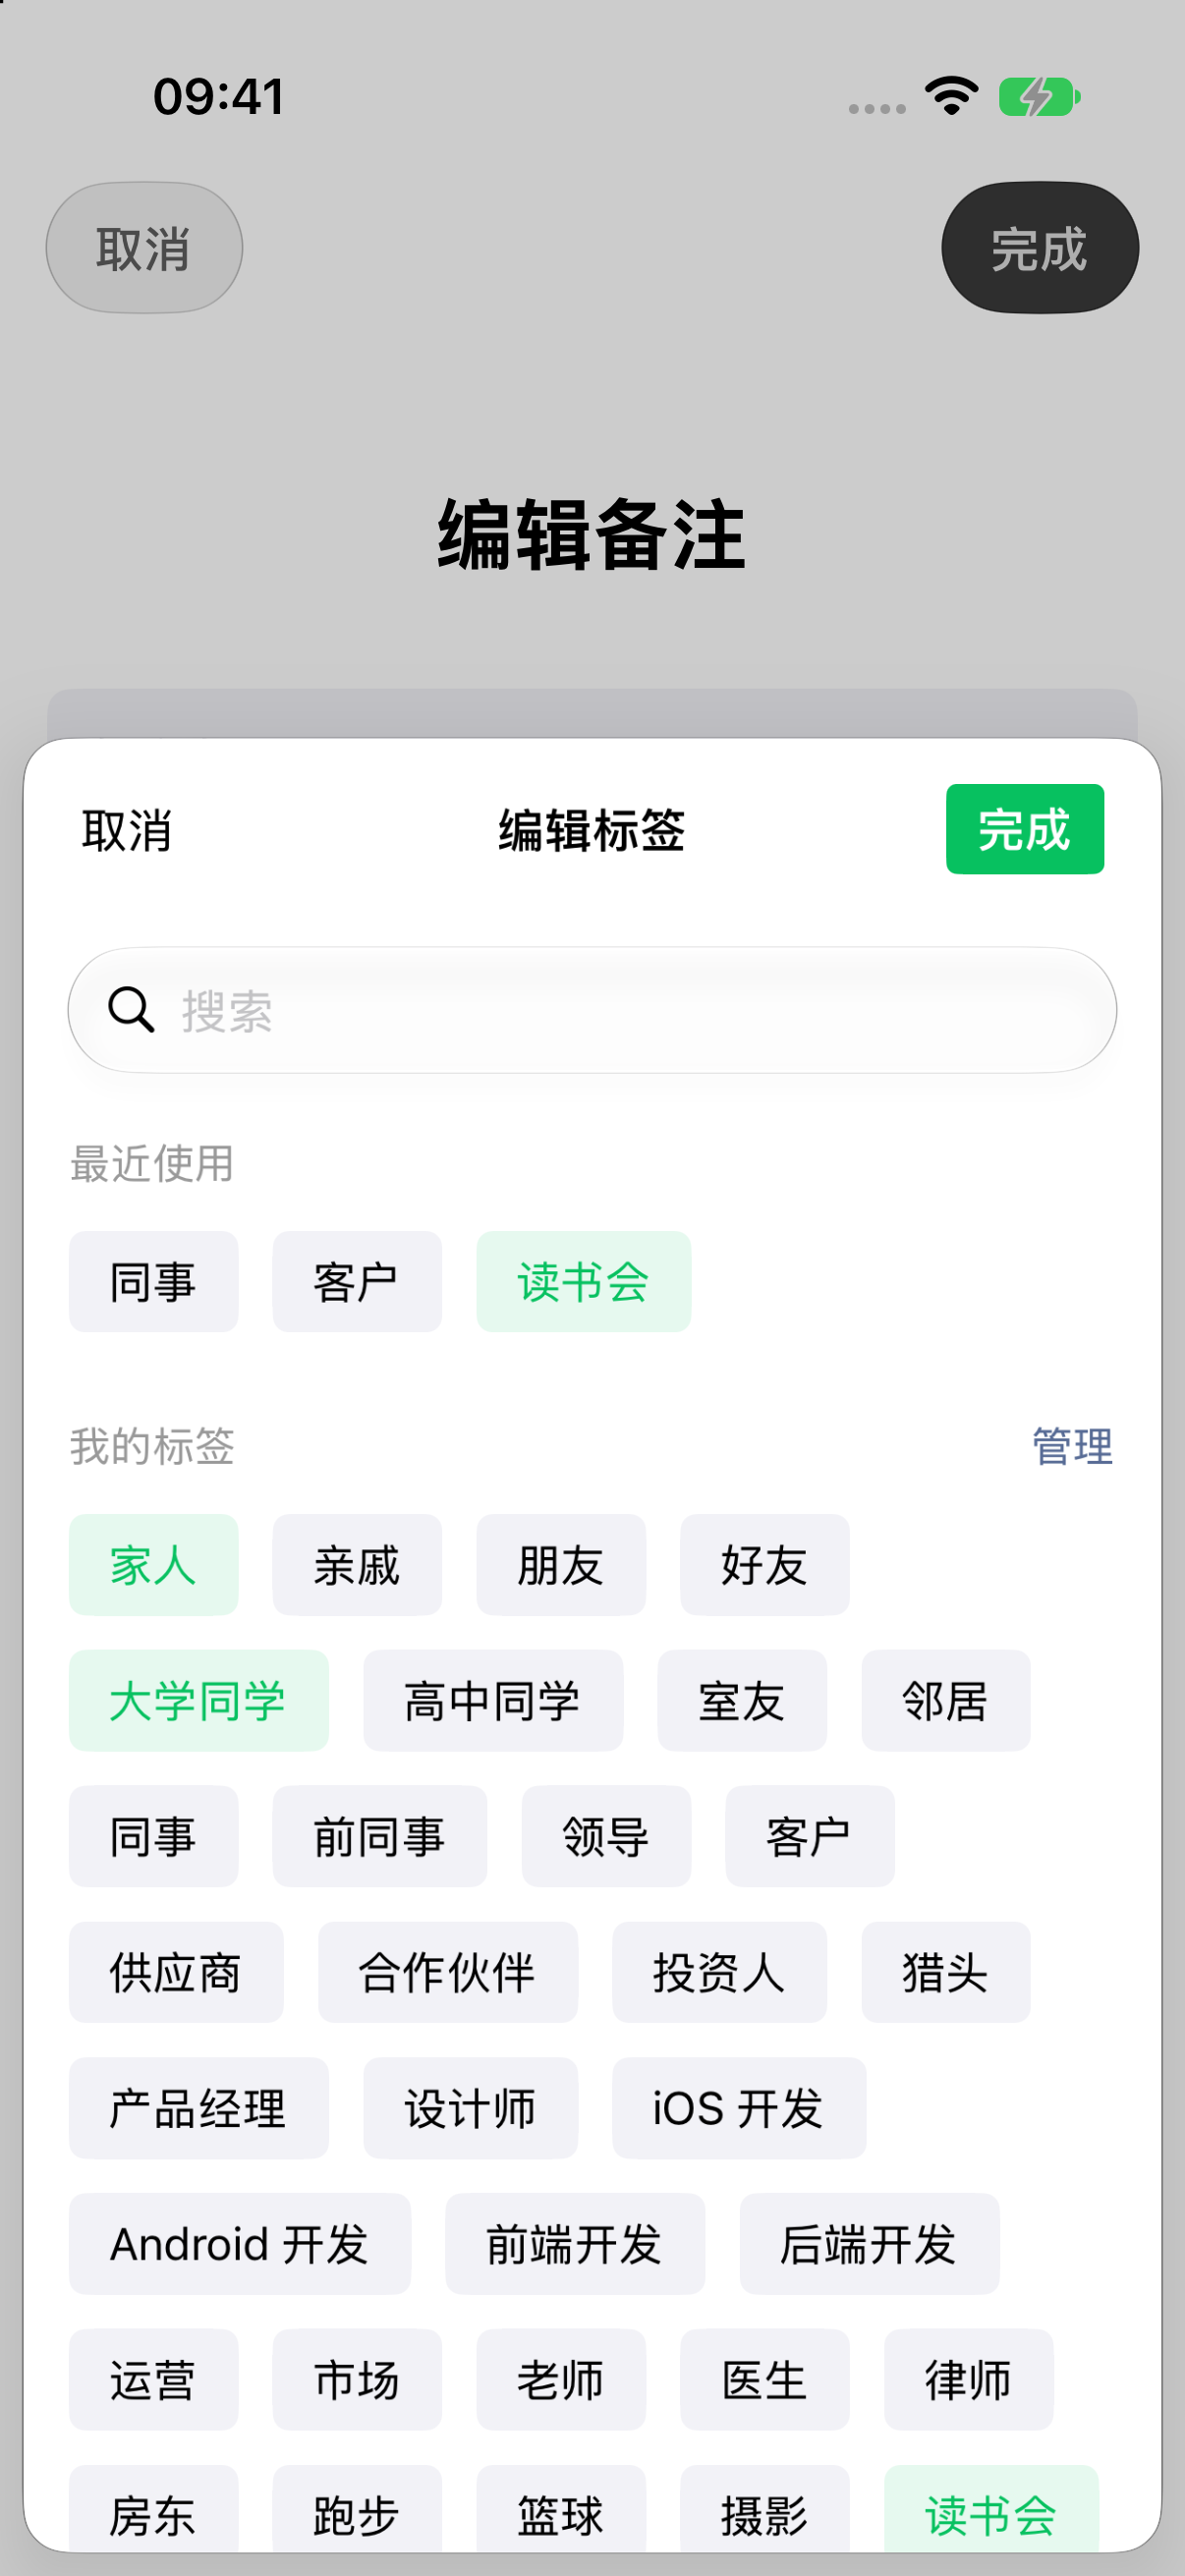 09:41
取消 完成
编辑备注
取消 编辑标签 完成
搜索
最近使用
同事 客户 读书会
我的标签 管理
家人 亲戚 朋友 好友
大学同学 高中同学 室友 邻居
同事 前同事 领导 客户
供应商 合作伙伴 投资人 猎头
产品经理 设计师 iOS 开发
Android 开发 前端开发 后端开发
运营 市场 老师 医生 律师
房东 跑步 篮球 摄影 读书会